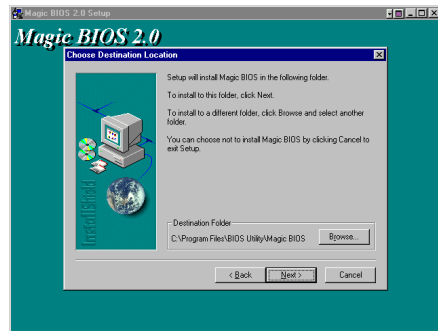 Magic BIOS 2.0 Setup
Magic BIOS 2.0
Choose Destination Location
Setup will install Magic BIOS in the following folder.
To install to this folder, click Next.
To install to a different folder, click Browse and select another
folder.
You can choose not to install Magic BIOS by clicking Cancel to
exit Setup.
InstallShield
Destination Folder
C:\Program Files\BIOS Utility\Magic BIOS
Browse...
< Back
Next >
Cancel